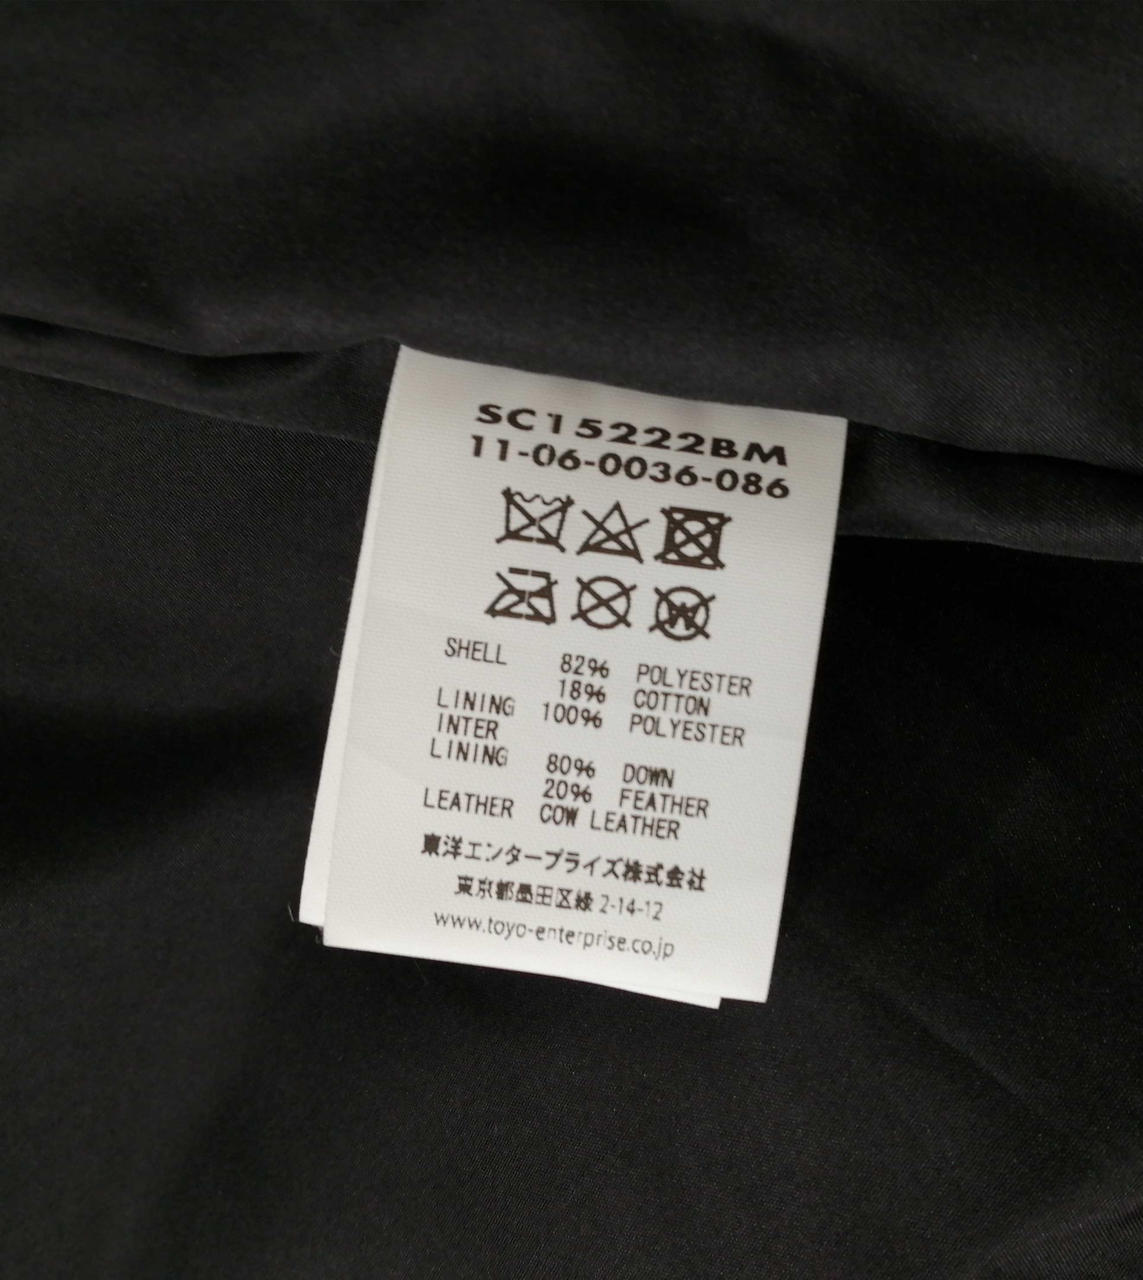 SC15222BM
11-06-0036-086
SHELL 82% POLYESTER
18% COTTON
LINING 100% POLYESTER
INTER
LINING 80% DOWN
20% FEATHER
LEATHER COW LEATHER
東洋エンタープライズ株式会社
東京都墨田区緑 2-14-12
www.toyo-enterprise.co.jp